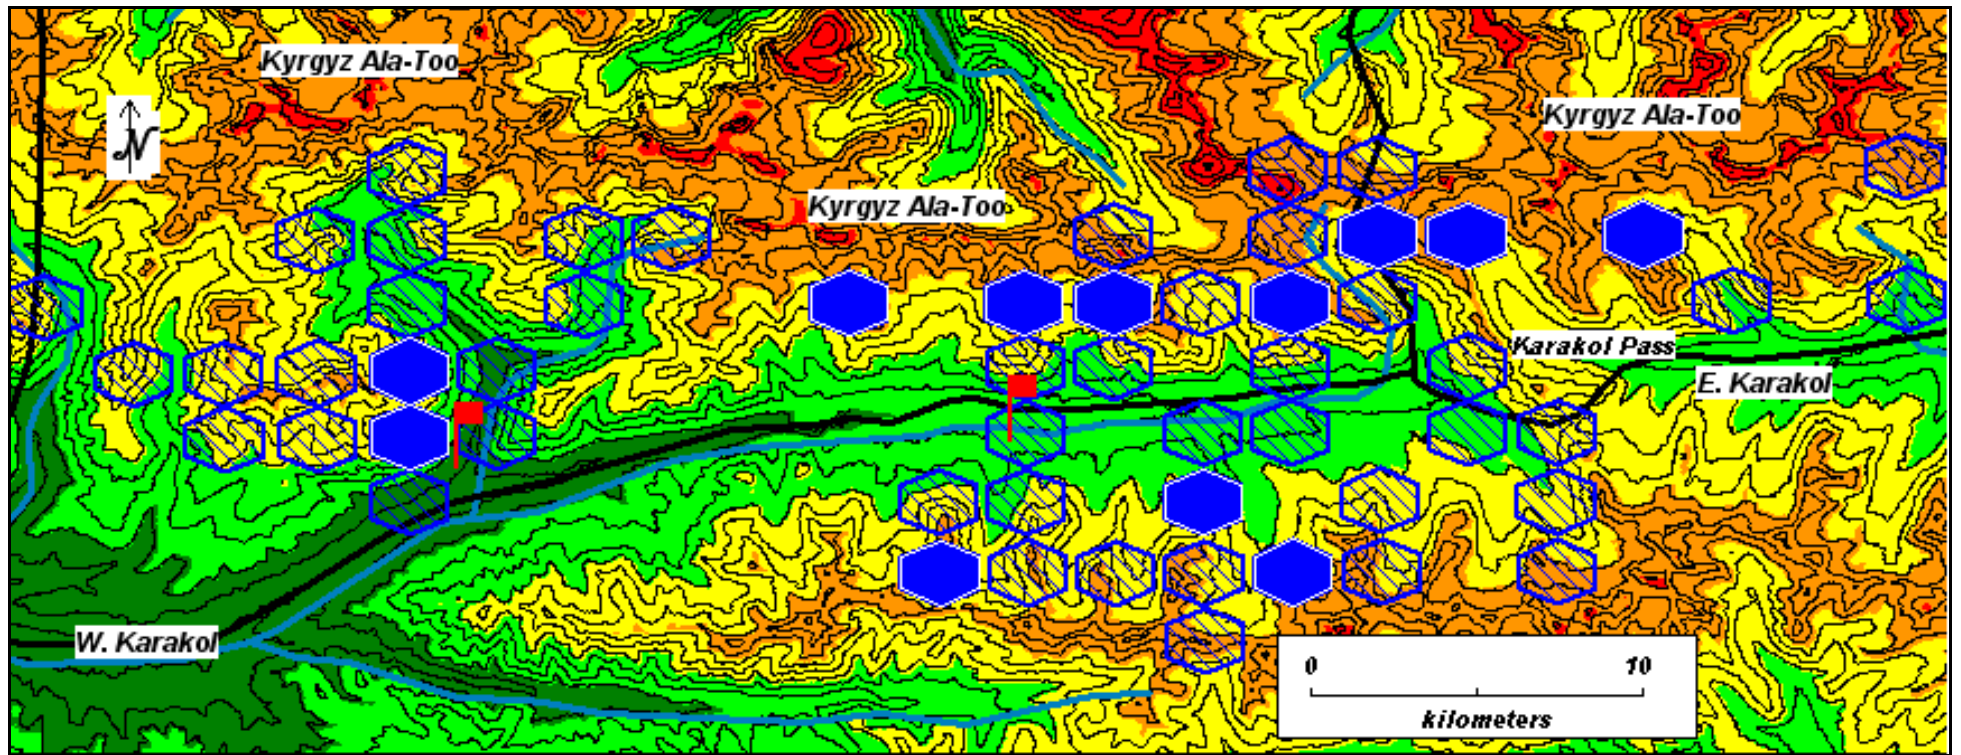 Kyrgyz Ala-Too
N
Kyrgyz Ala-Too
Kyrgyz Ala-Too
Karakol Pass
E. Karakol
W. Karakol
0 10
kilometers